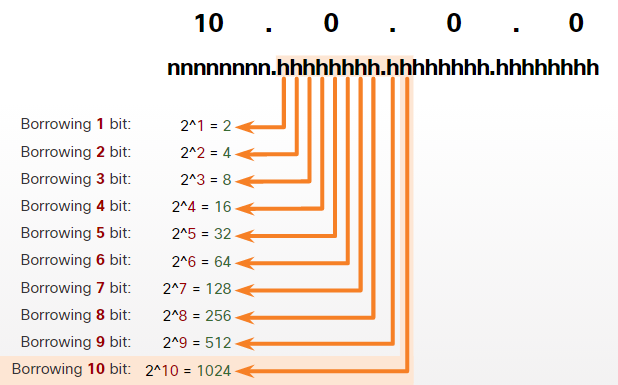 10 . 0 . 0 . 0
nnnnnnnn.hhhhhhhh.hhhhhhhh.hhhhhhhh
Borrowing 1 bit: 2^1 = 2
Borrowing 2 bit: 2^2 = 4
Borrowing 3 bit: 2^3 = 8
Borrowing 4 bit: 2^4 = 16
Borrowing 5 bit: 2^5 = 32
Borrowing 6 bit: 2^6 = 64
Borrowing 7 bit: 2^7 = 128
Borrowing 8 bit: 2^8 = 256
Borrowing 9 bit: 2^9 = 512
Borrowing 10 bit: 2^10 = 1024